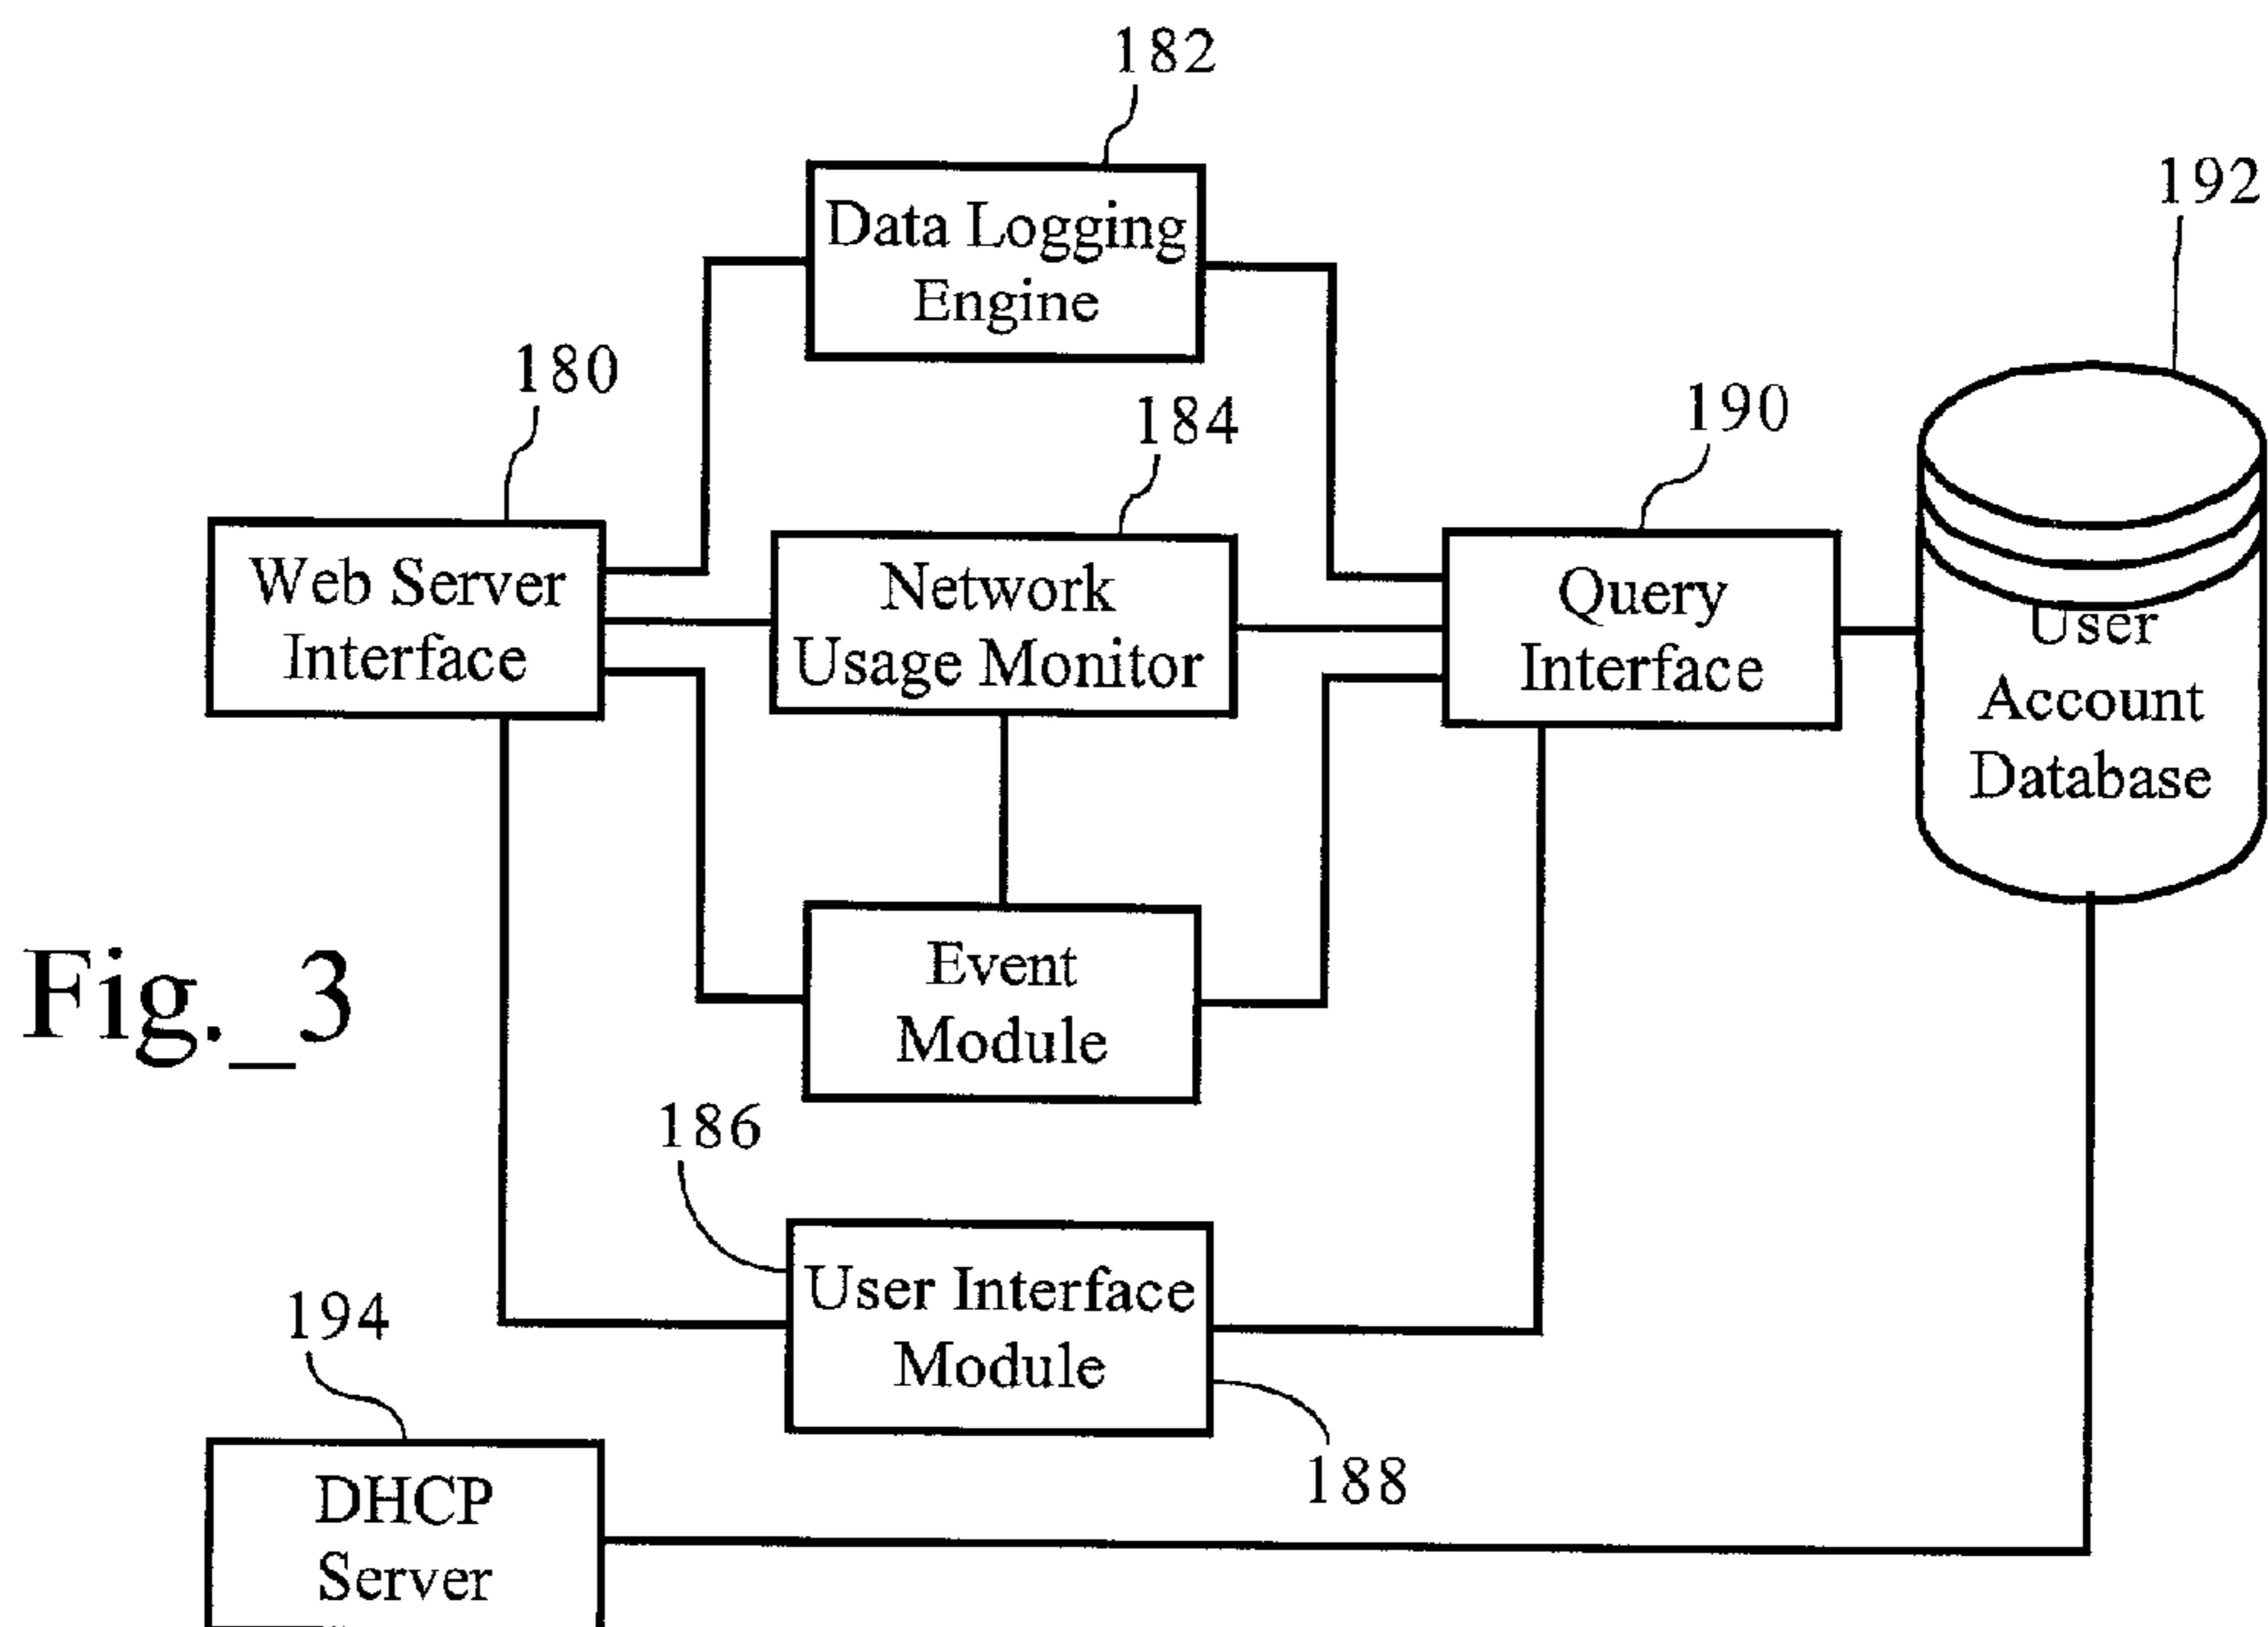 182
Data Logging
Engine
192
180
184
190
Web Server
Interface
Network
Usage Monitor
Query
Interface
User
Account
Database
Event
Module
Fig._3
186
User Interface
Module
188
194
DHCP
Server